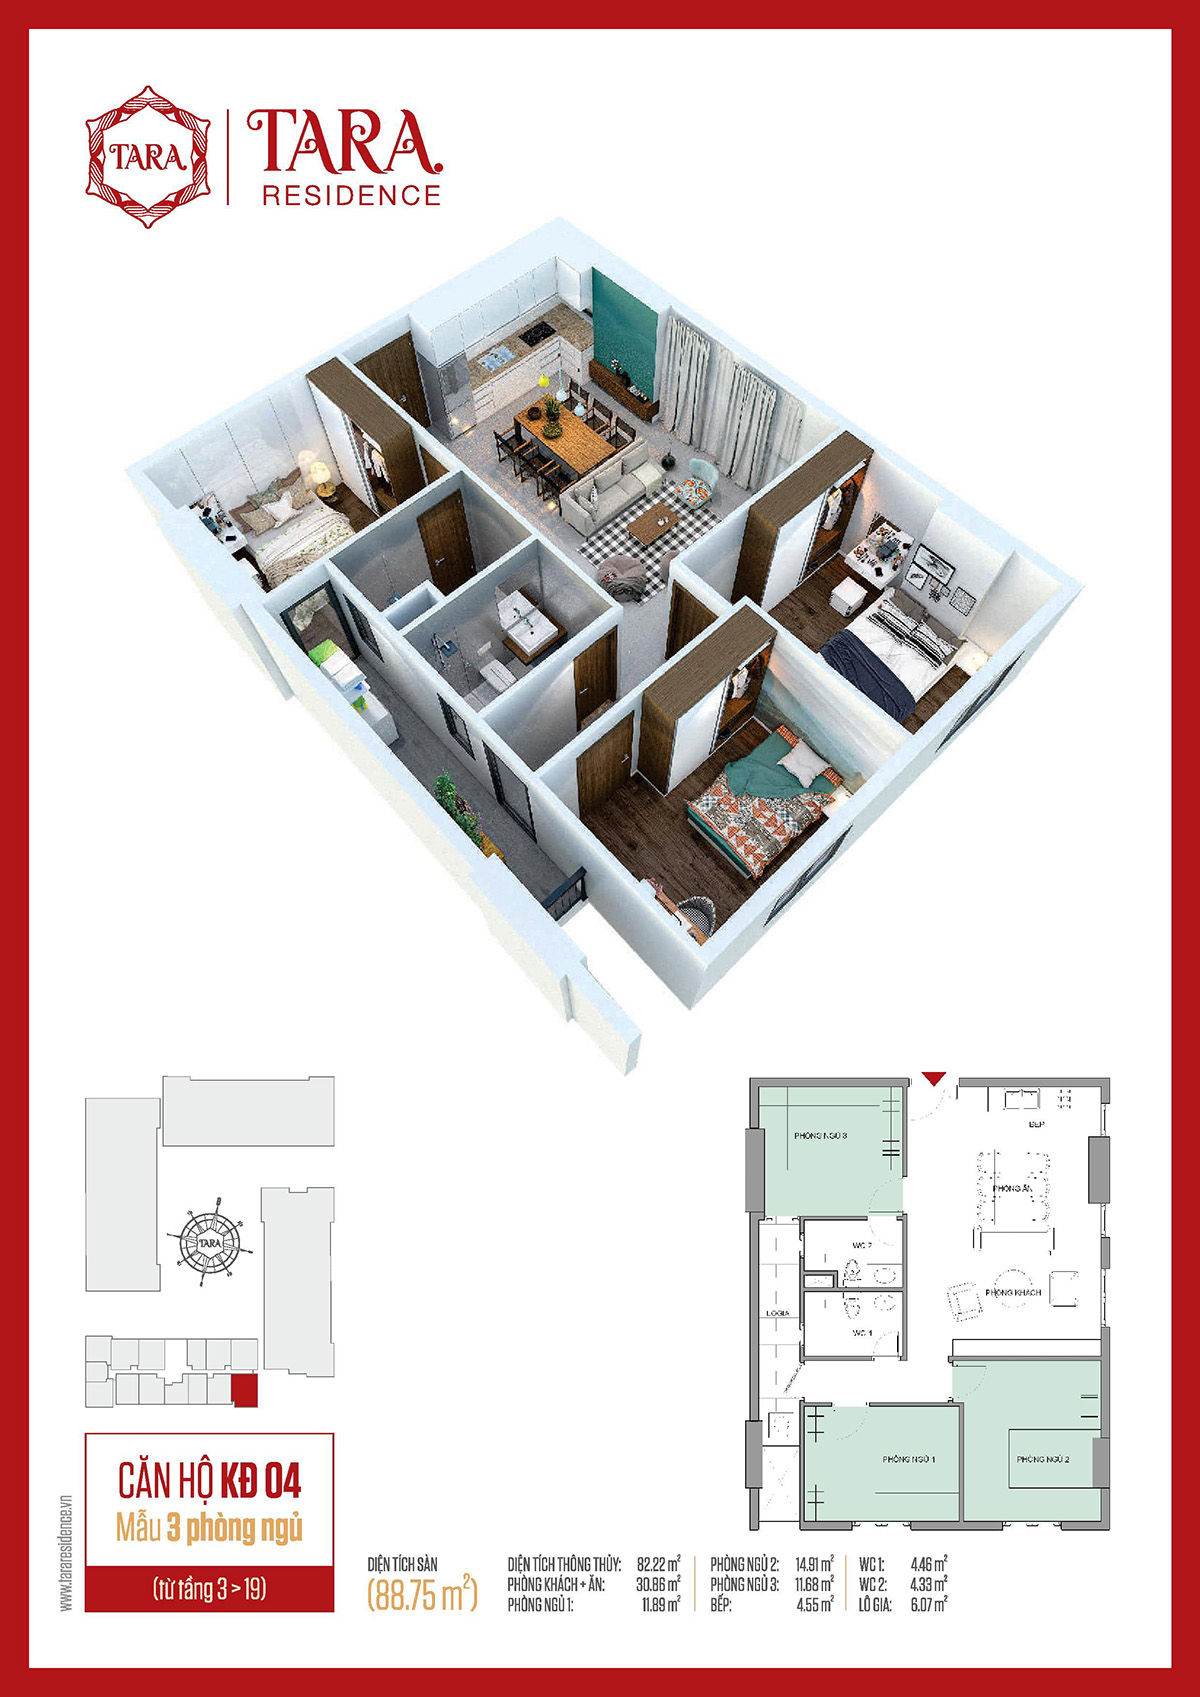 TARA
TARA.
RESIDENCE
PHÒNG NGỦ 3
BẾP
PHÒNG ĂN
WC 2
PHÒNG KHÁCH
LOGIA
WC 1
PHÒNG NGỦ 1
PHÒNG NGỦ 2
TARA
CĂN HỘ KĐ 04
Mẫu 3 phòng ngủ
(từ tầng 3 > 19)
www.tararesidence.vn
DIỆN TÍCH SÀN
(88.75 m²)
DIỆN TÍCH THÔNG THỦY: 82.22 m²
PHÒNG KHÁCH + ĂN: 30.86 m²
PHÒNG NGỦ 1: 11.89 m²
PHÒNG NGỦ 2: 14.91 m²
PHÒNG NGỦ 3: 11.68 m²
BẾP: 4.55 m²
WC 1: 4.46 m²
WC 2: 4.33 m²
LÔ GIA: 6.07 m²